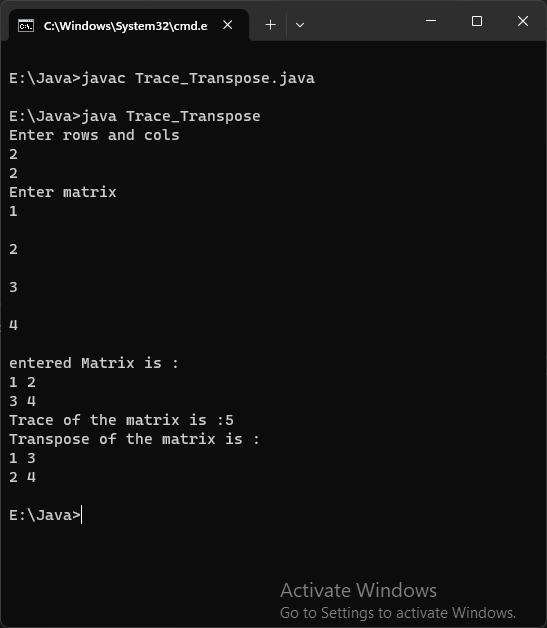 C:\Windows\System32\cmd.e
E:\Java>javac Trace_Transpose.java
E:\Java>java Trace_Transpose
Enter rows and cols
2
2
Enter matrix
1
2
3
4
entered Matrix is :
1 2
3 4
Trace of the matrix is :5
Transpose of the matrix is :
1 3
2 4
E:\Java>
Activate Windows
Go to Settings to activate Windows.